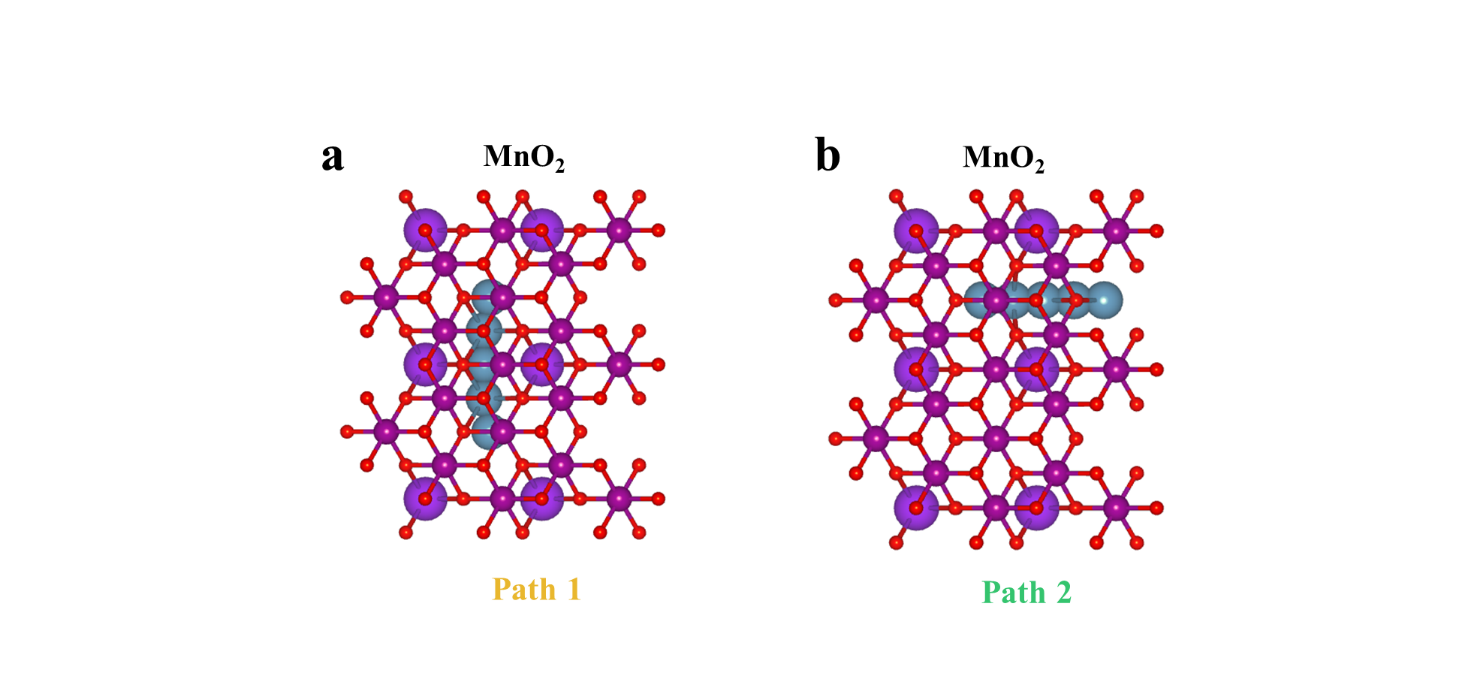 a
MnO₂
b
MnO₂
Path 1
Path 2